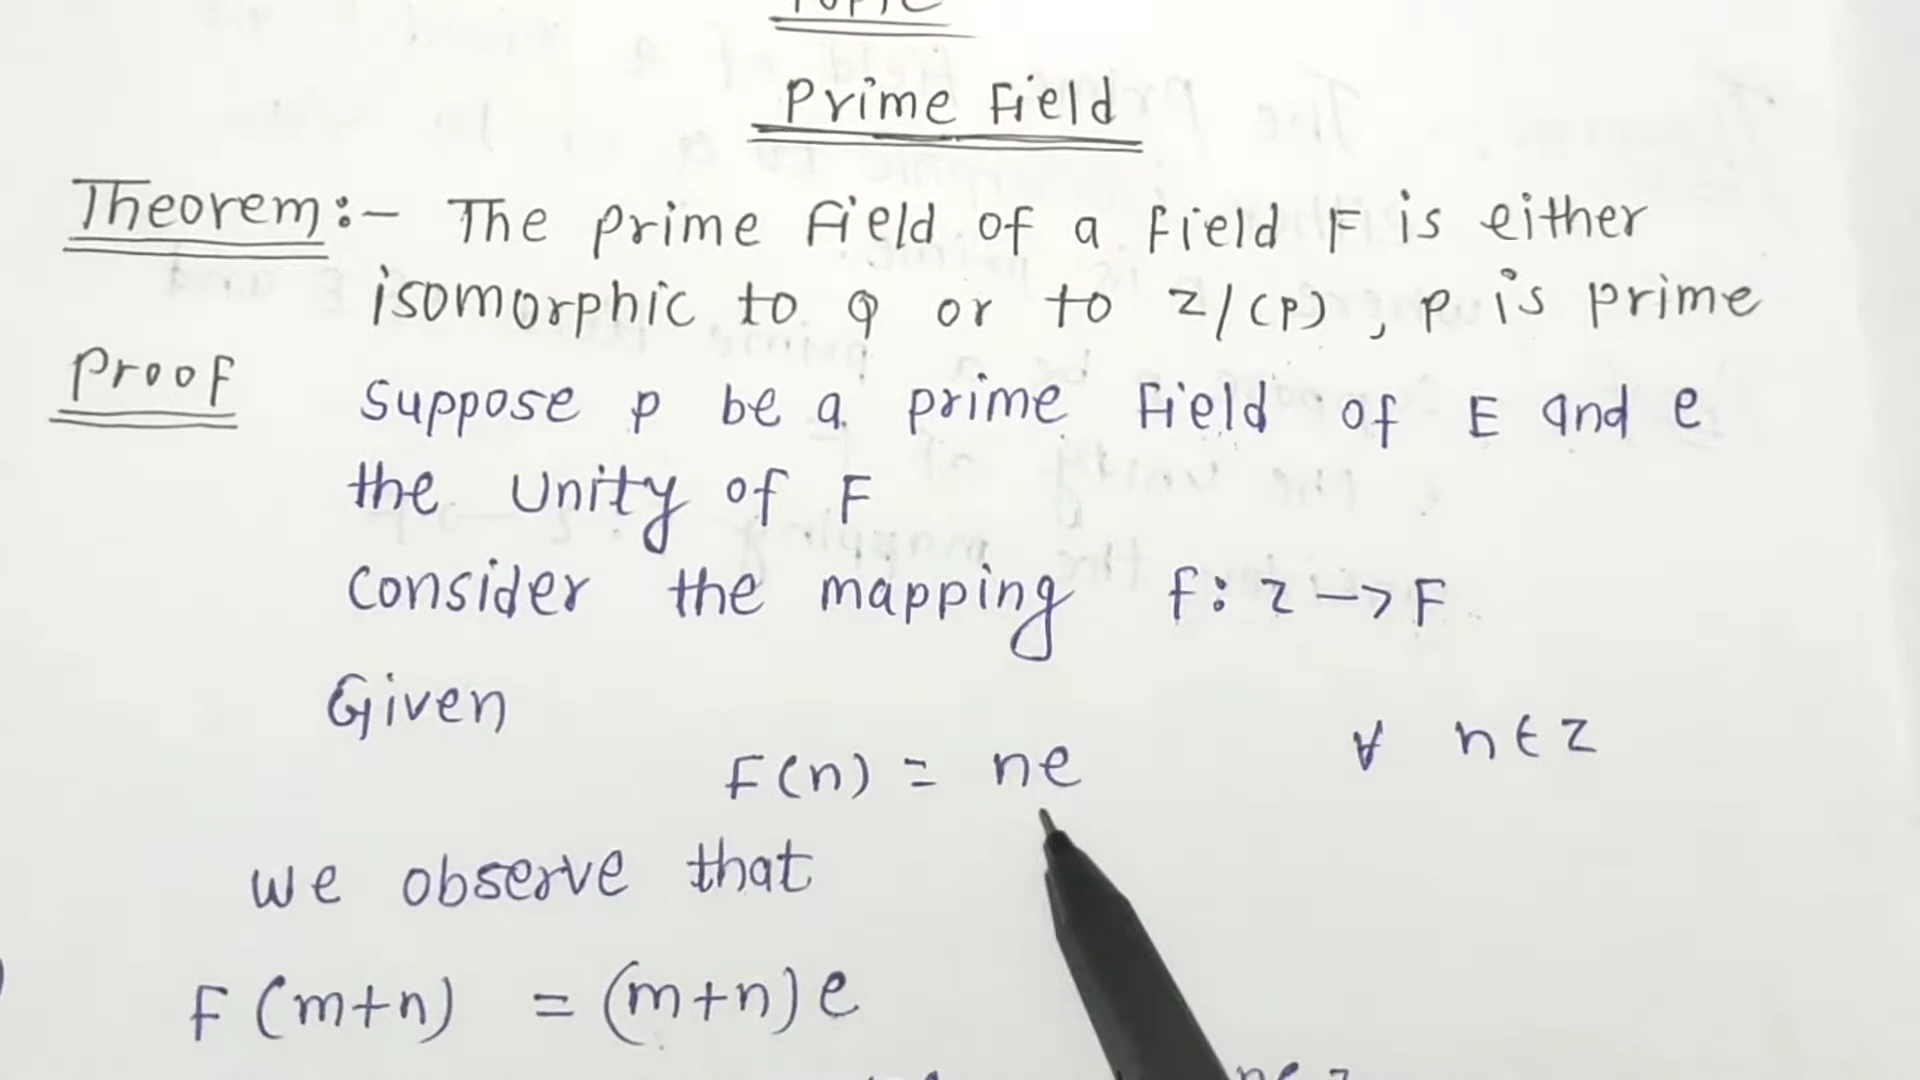 Prime Field
Theorem:- The prime field of a field F is either
isomorphic to Q or to Z/(P), P is prime
Proof
Suppose p be a prime field of E and e
the unity of F
consider the mapping f: Z -> F
Given
F(n) = ne ∀ n ∈ Z
we observe that
F(m+n) = (m+n)e